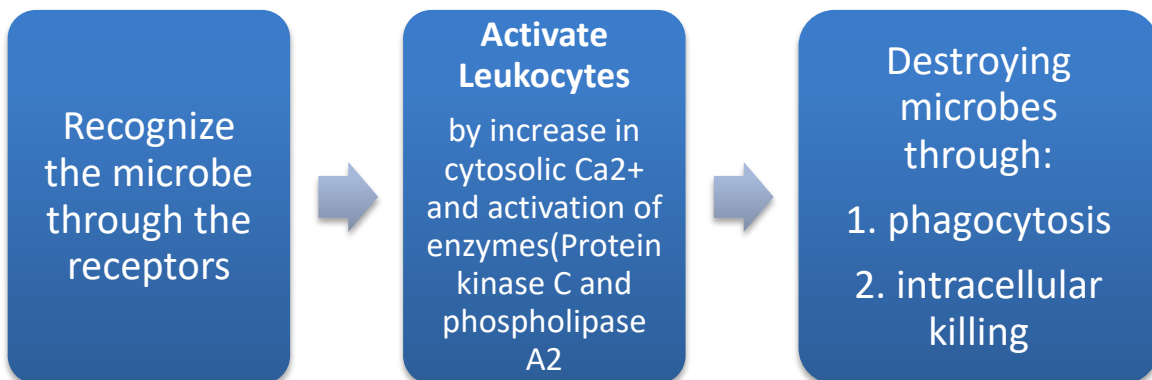 Recognize
the microbe
through the
receptors
Activate
Leukocytes
by increase in
cytosolic Ca2+
and activation of
enzymes(Protein
kinase C and
phospholipase
A2
Destroying
microbes
through:
1. phagocytosis
2. intracellular
killing